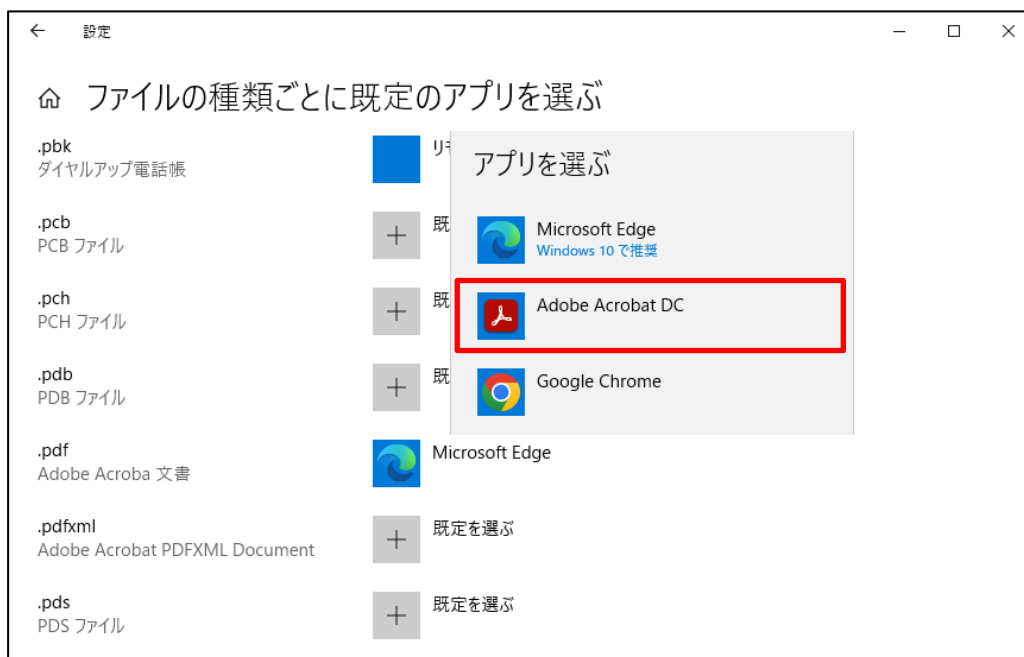 設定
ファイルの種類ごとに既定のアプリを選ぶ
.pbk
ダイヤルアップ電話帳
.pcb
PCB ファイル
既
.pch
PCH ファイル
既
.pdb
PDB ファイル
既
.pdf
Adobe Acroba 文書
Microsoft Edge
.pdfxml
Adobe Acrobat PDFXML Document
既定を選ぶ
.pds
PDS ファイル
既定を選ぶ
アプリを選ぶ
Microsoft Edge
Windows 10 で推奨
Adobe Acrobat DC
Google Chrome